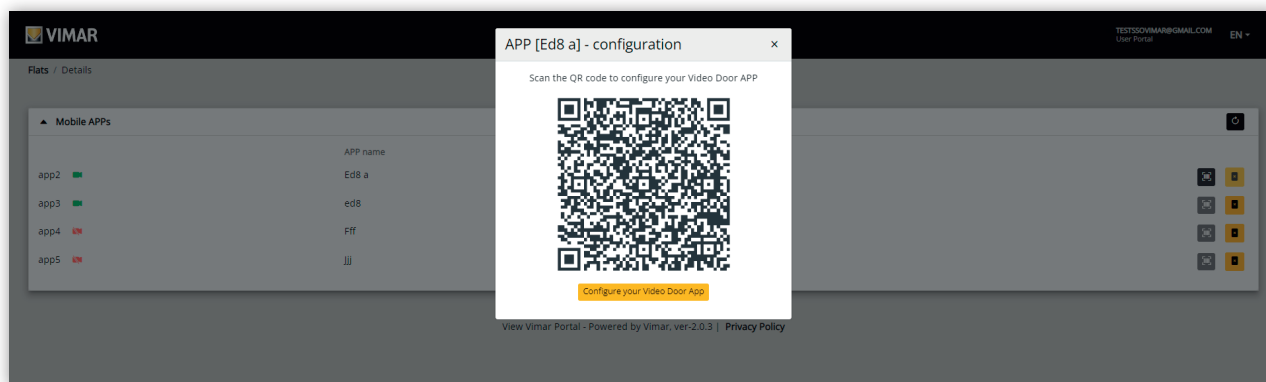 VIMAR
TESTSSOVIMAR@GMAIL.COM
User Portal
EN
Flats / Details
APP [Ed8 a] - configuration
×
Scan the QR code to configure your Video Door APP
Configure your Video Door App
Mobile APPs
APP name
app2 Ed8 a
app3 ed8
app4 Fff
app5 Jjj
View Vimar Portal - Powered by Vimar, ver-2.0.3 | Privacy Policy